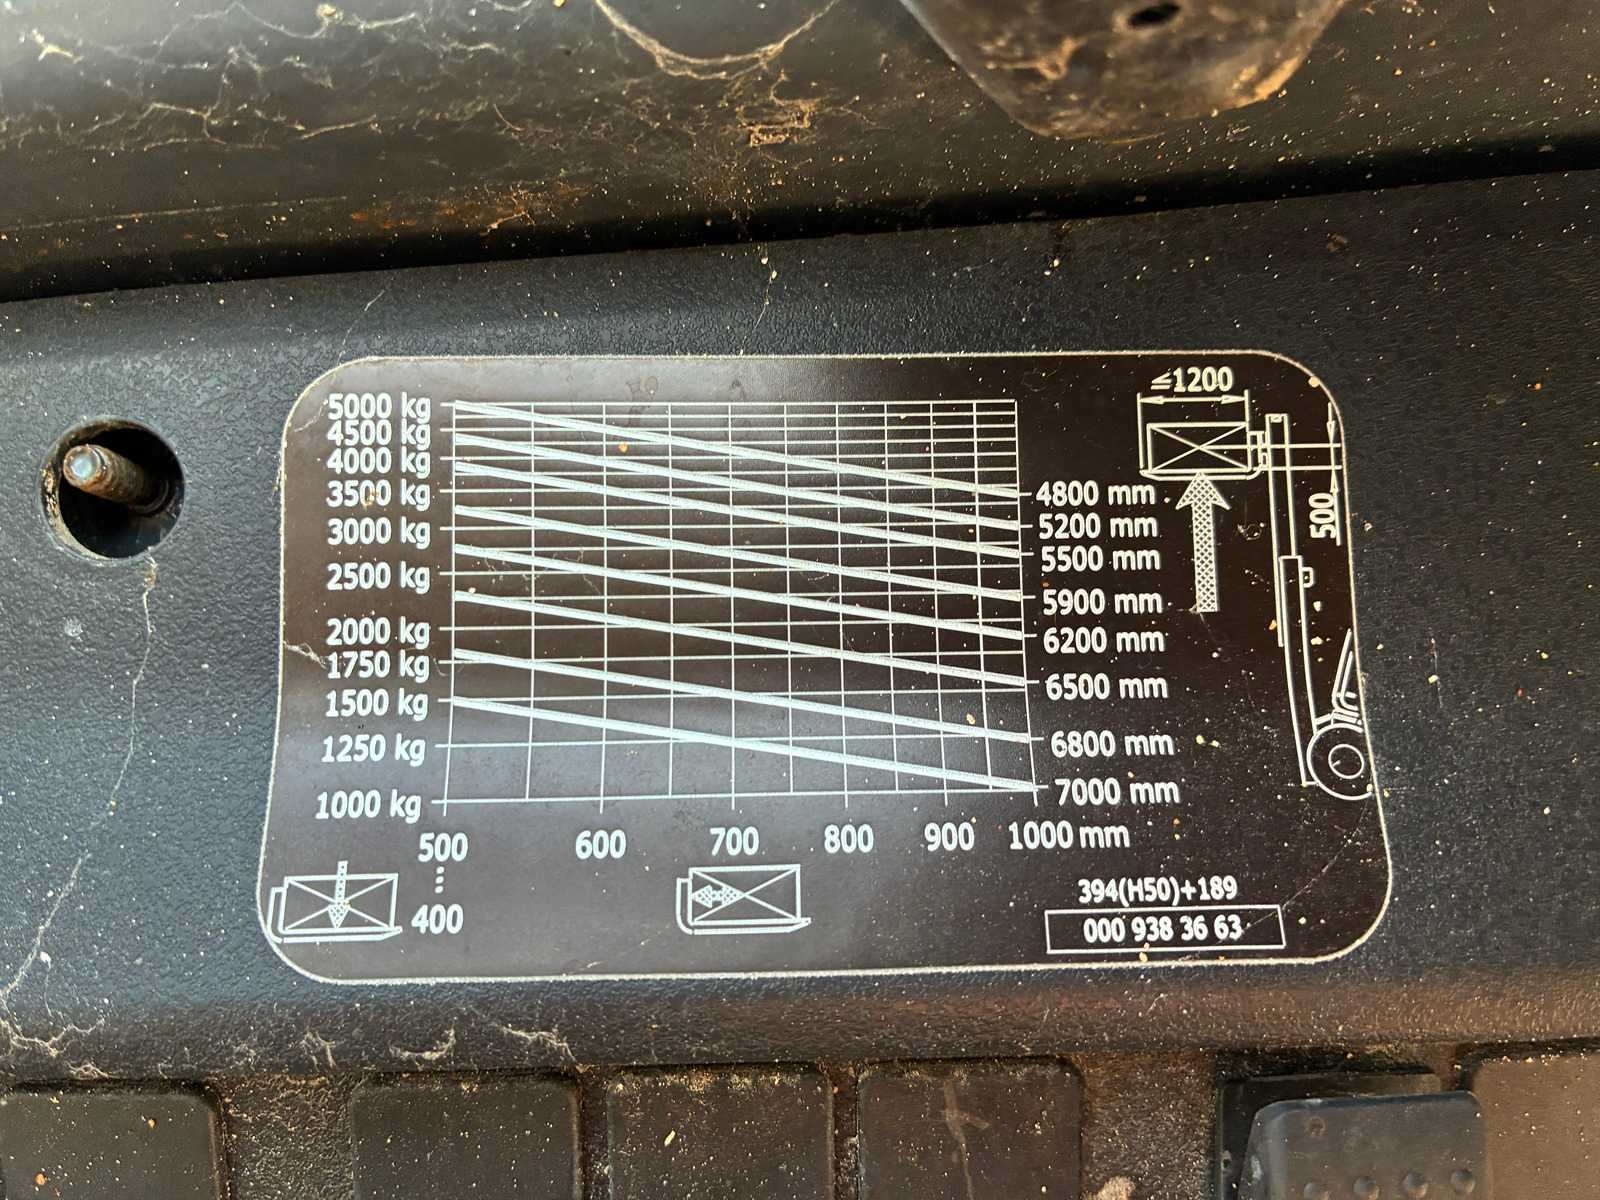 ≤1200
5000 kg
4500 kg
4000 kg
3500 kg
3000 kg
2500 kg
2000 kg
1750 kg
1500 kg
1250 kg
1000 kg
4800 mm
5200 mm
5500 mm
5900 mm
6200 mm
6500 mm
6800 mm
7000 mm
500
500 600 700 800 900 1000 mm
400
394(H50)+189
000 938 36 63